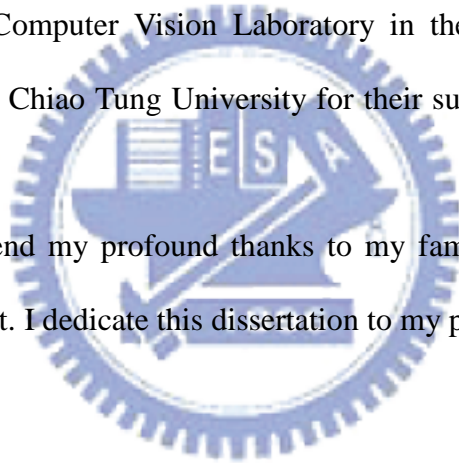 Computer Vision Laboratory in the
Chiao Tung University for their su
E S A
end my profound thanks to my fam
t. I dedicate this dissertation to my p